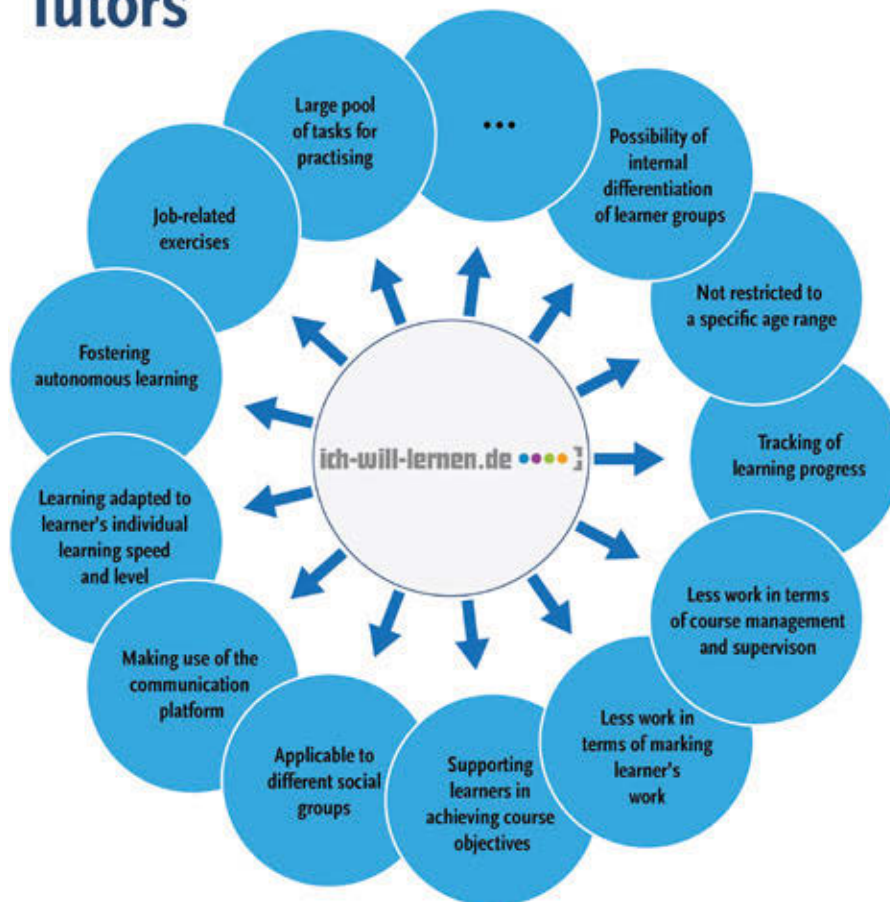 Tutors
...
Possibility of
internal
differentiation
of learner groups
Not restricted to
a specific age range
Tracking of
learning progress
Less work in terms
of course management
and supervison
Less work in
terms of marking
learner's
work
Supporting
learners in
achieving course
objectives
Applicable to
different social
groups
Making use of the
communication
platform
Learning adapted to
learner's individual
learning speed
and level
Fostering
autonomous learning
Job-related
exercises
Large pool
of tasks for
practising
ich-will-lernen.de